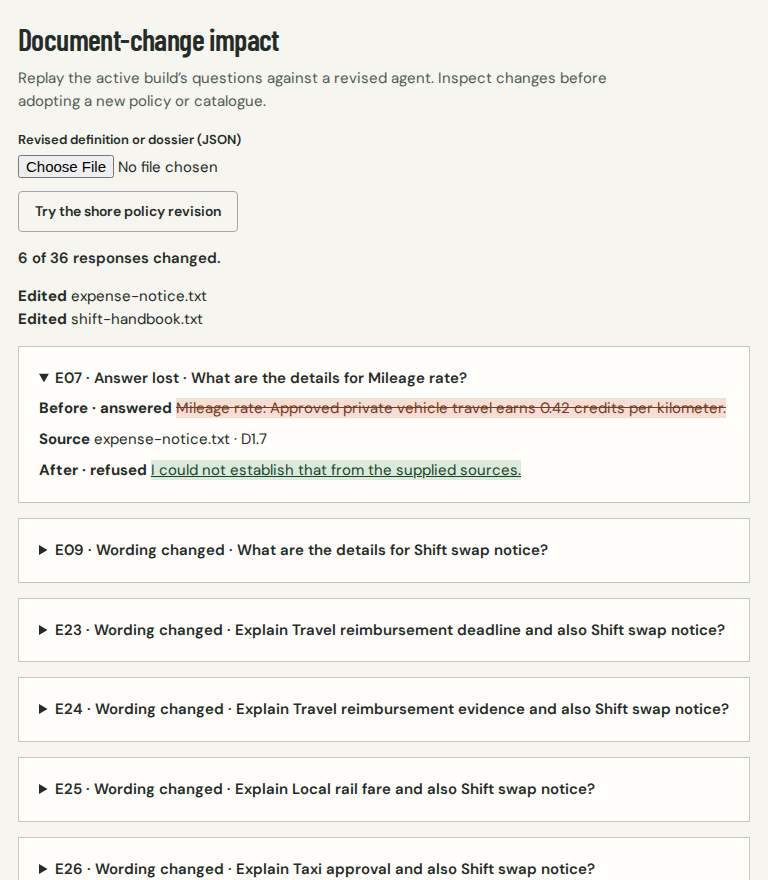 Document-change impact
Replay the active build's questions against a revised agent. Inspect changes before
adopting a new policy or catalogue.
Revised definition or dossier (JSON)
Choose File No file chosen
Try the shore policy revision
6 of 36 responses changed.
Edited expense-notice.txt
Edited shift-handbook.txt
▼ E07 · Answer lost · What are the details for Mileage rate?
Before · answered Mileage rate: Approved private vehicle travel earns 0.42 credits per kilometer.
Source expense-notice.txt · D1.7
After · refused I could not establish that from the supplied sources.
▶ E09 · Wording changed · What are the details for Shift swap notice?
▶ E23 · Wording changed · Explain Travel reimbursement deadline and also Shift swap notice?
▶ E24 · Wording changed · Explain Travel reimbursement evidence and also Shift swap notice?
▶ E25 · Wording changed · Explain Local rail fare and also Shift swap notice?
▶ E26 · Wording changed · Explain Taxi approval and also Shift swap notice?